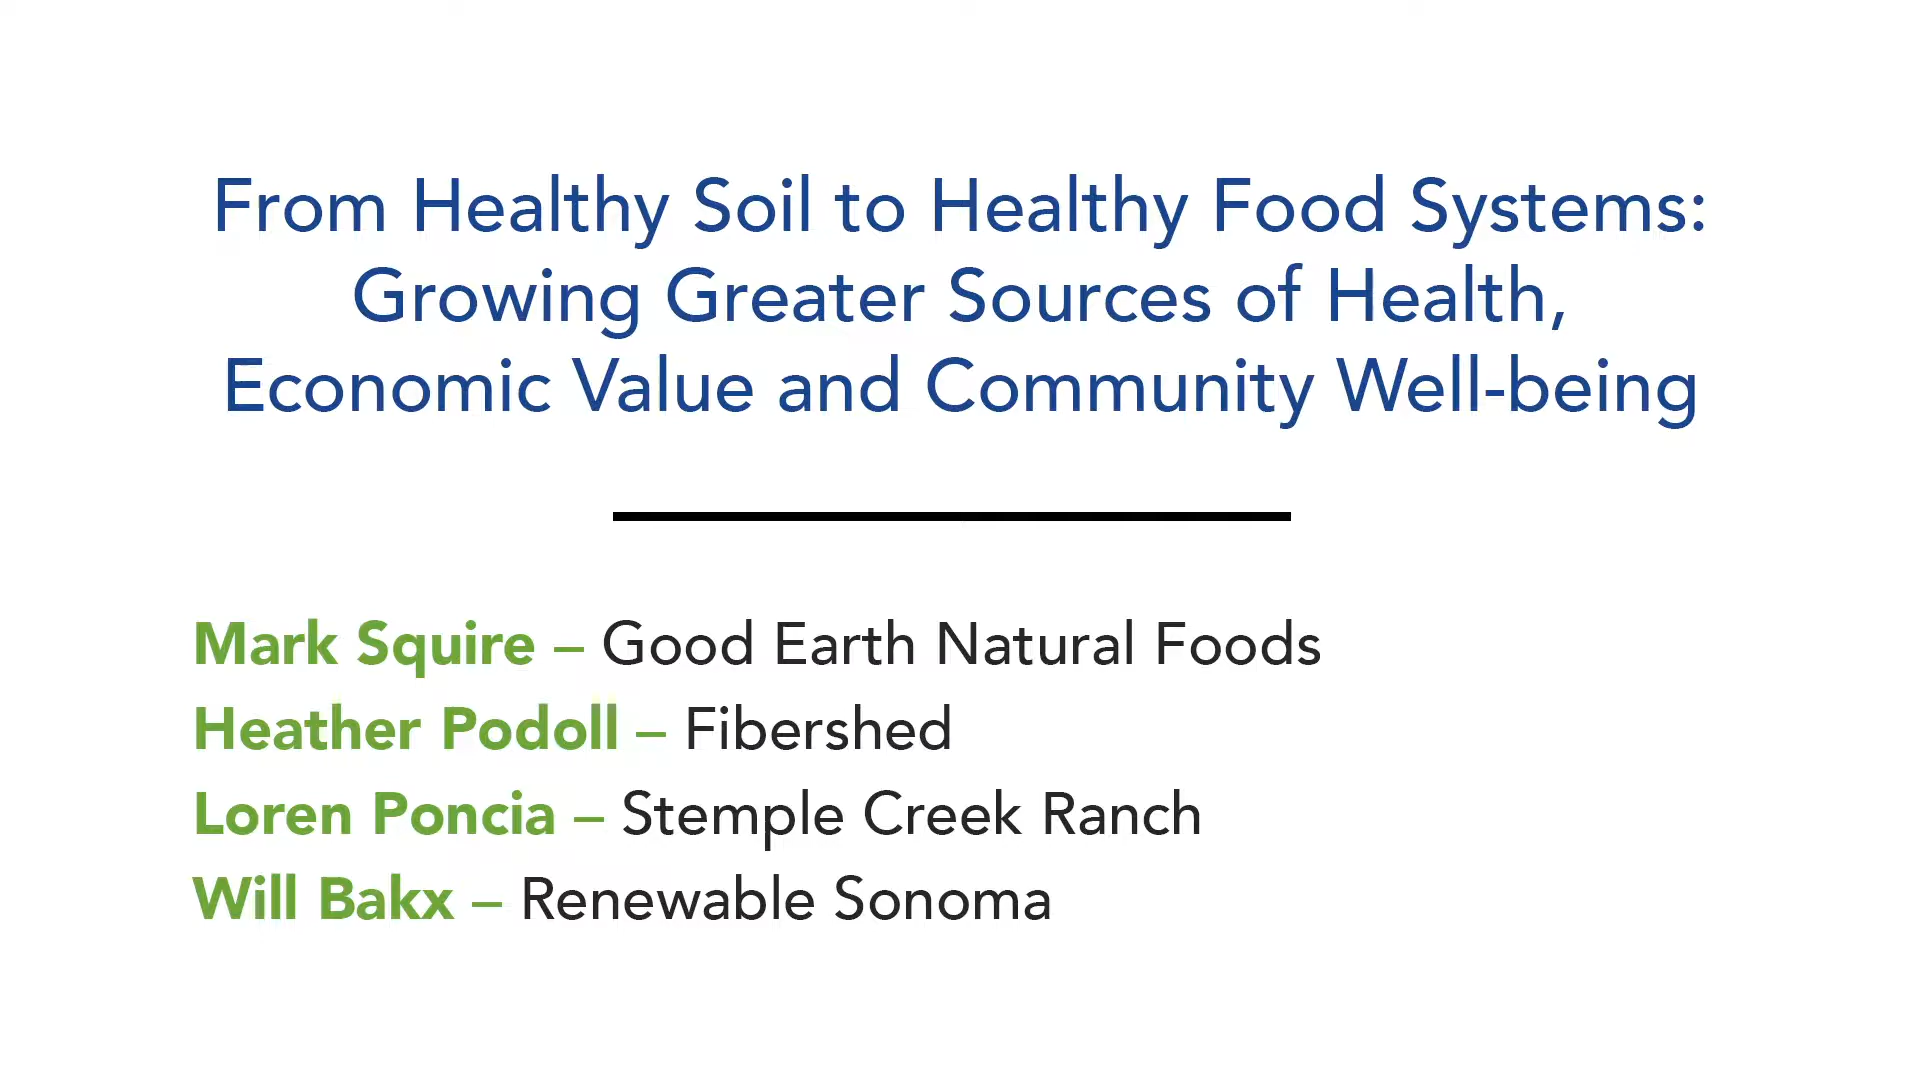 From Healthy Soil to Healthy Food Systems:
Growing Greater Sources of Health,
Economic Value and Community Well-being
Mark Squire – Good Earth Natural Foods
Heather Podoll – Fibershed
Loren Poncia – Stemple Creek Ranch
Will Bakx – Renewable Sonoma